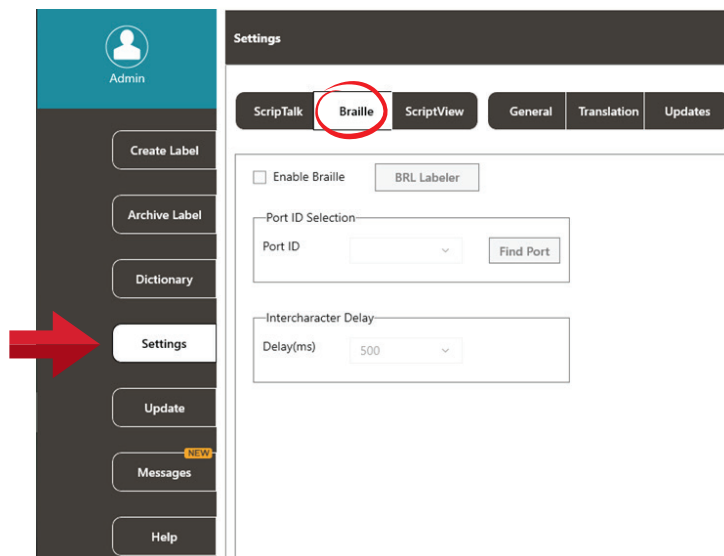 Admin
Create Label
Archive Label
Dictionary
Settings
Update
NEW
Messages
Help
Settings
ScripTalk Braille ScriptView General Translation Updates
Enable Braille BRL Labeler
Port ID Selection
Port ID Find Port
Intercharacter Delay
Delay(ms) 500